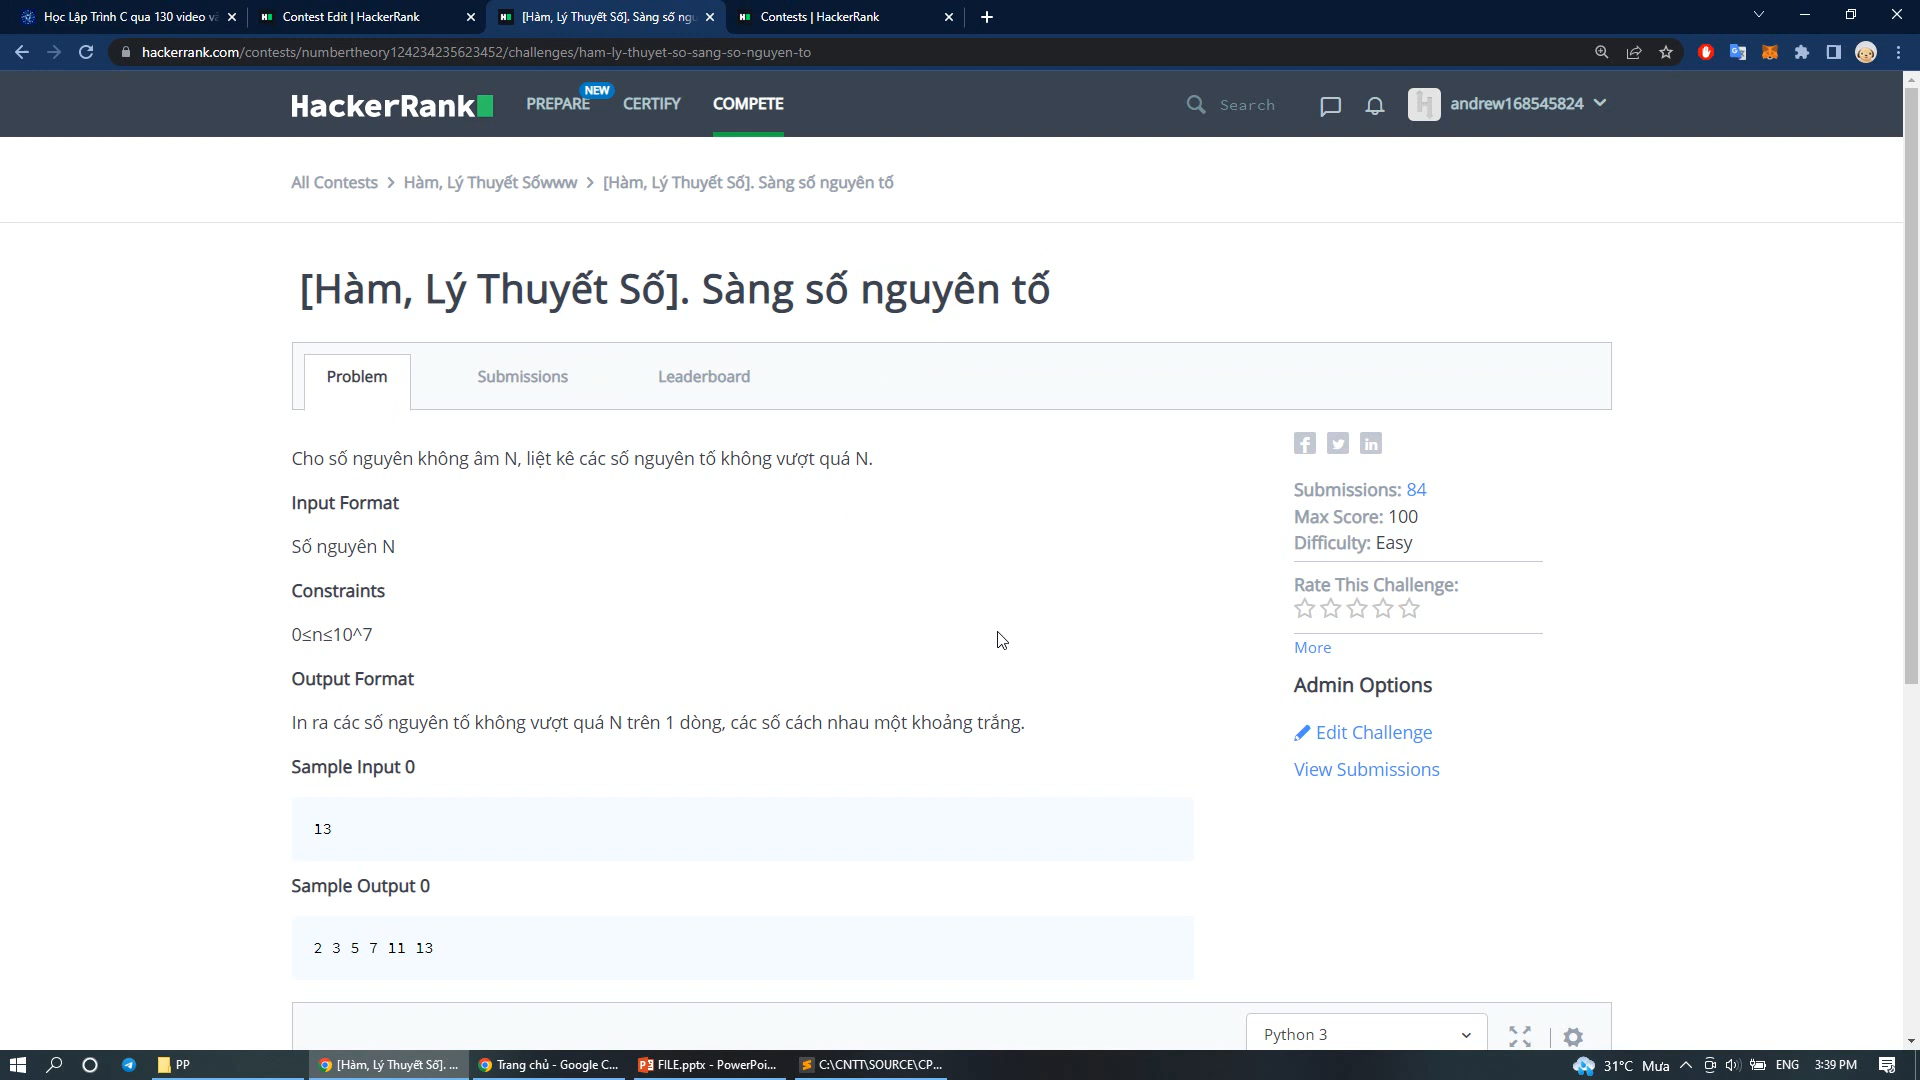 Học Lập Trình C qua 130 video và
Contest Edit | HackerRank
[Hàm, Lý Thuyết Số]. Sàng số ngu
Contests | HackerRank
hackerrank.com/contests/numbertheory124234235623452/challenges/ham-ly-thuyet-so-sang-so-nguyen-to
HackerRank
PREPARE
NEW
CERTIFY
COMPETE
Search
andrew168545824
All Contests > Hàm, Lý Thuyết Sốwww > [Hàm, Lý Thuyết Số]. Sàng số nguyên tố
[Hàm, Lý Thuyết Số]. Sàng số nguyên tố
Problem
Submissions
Leaderboard
Cho số nguyên không âm N, liệt kê các số nguyên tố không vượt quá N.
Input Format
Số nguyên N
Constraints
0≤n≤10^7
Output Format
In ra các số nguyên tố không vượt quá N trên 1 dòng, các số cách nhau một khoảng trắng.
Sample Input 0
13
Sample Output 0
2 3 5 7 11 13
Submissions: 84
Max Score: 100
Difficulty: Easy
Rate This Challenge:
More
Admin Options
Edit Challenge
View Submissions
Python 3
PP
[Hàm, Lý Thuyết Số]. ...
Trang chủ - Google C...
FILE.pptx - PowerPoi...
C:\CNTT\SOURCE\CP...
31°C Mưa
ENG
3:39 PM